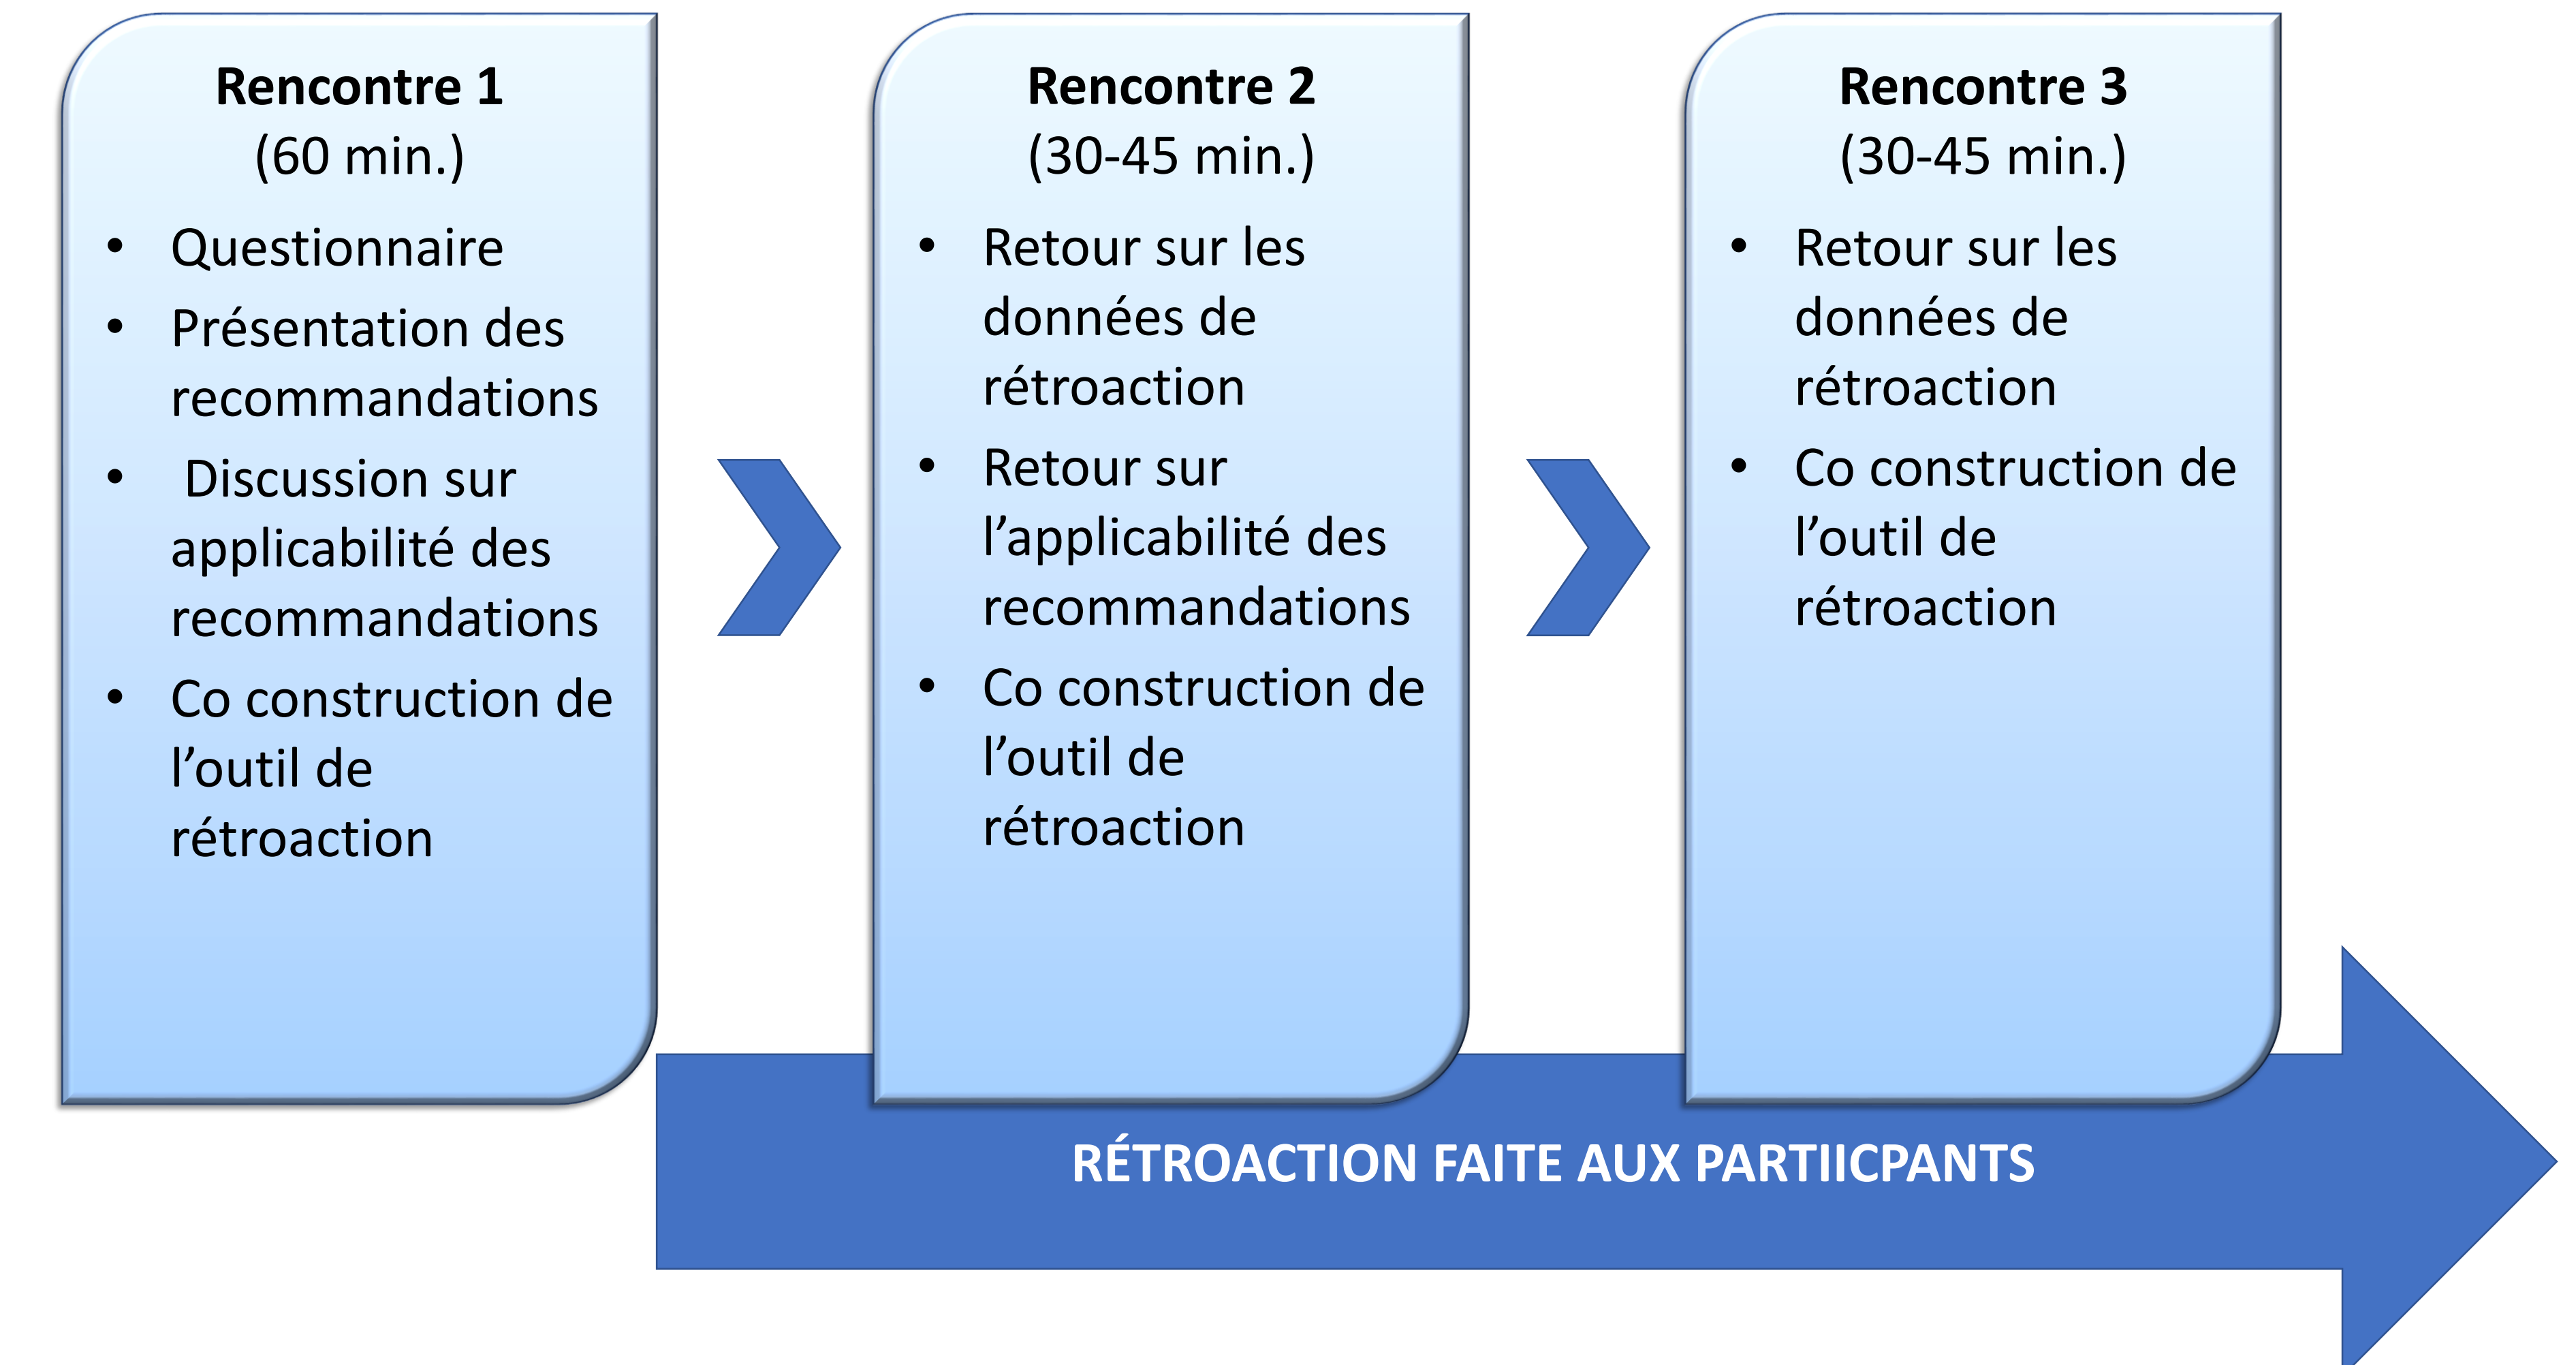 Rencontre 1
(60 min.)
• Questionnaire
• Présentation des
recommandations
• Discussion sur
applicabilité des
recommandations
• Co construction de
l’outil de
rétroaction
Rencontre 2
(30-45 min.)
• Retour sur les
données de
rétroaction
• Retour sur
l’applicabilité des
recommandations
• Co construction de
l’outil de
rétroaction
Rencontre 3
(30-45 min.)
• Retour sur les
données de
rétroaction
• Co construction de
l’outil de
rétroaction
RÉTROACTION FAITE AUX PARTIICPANTS